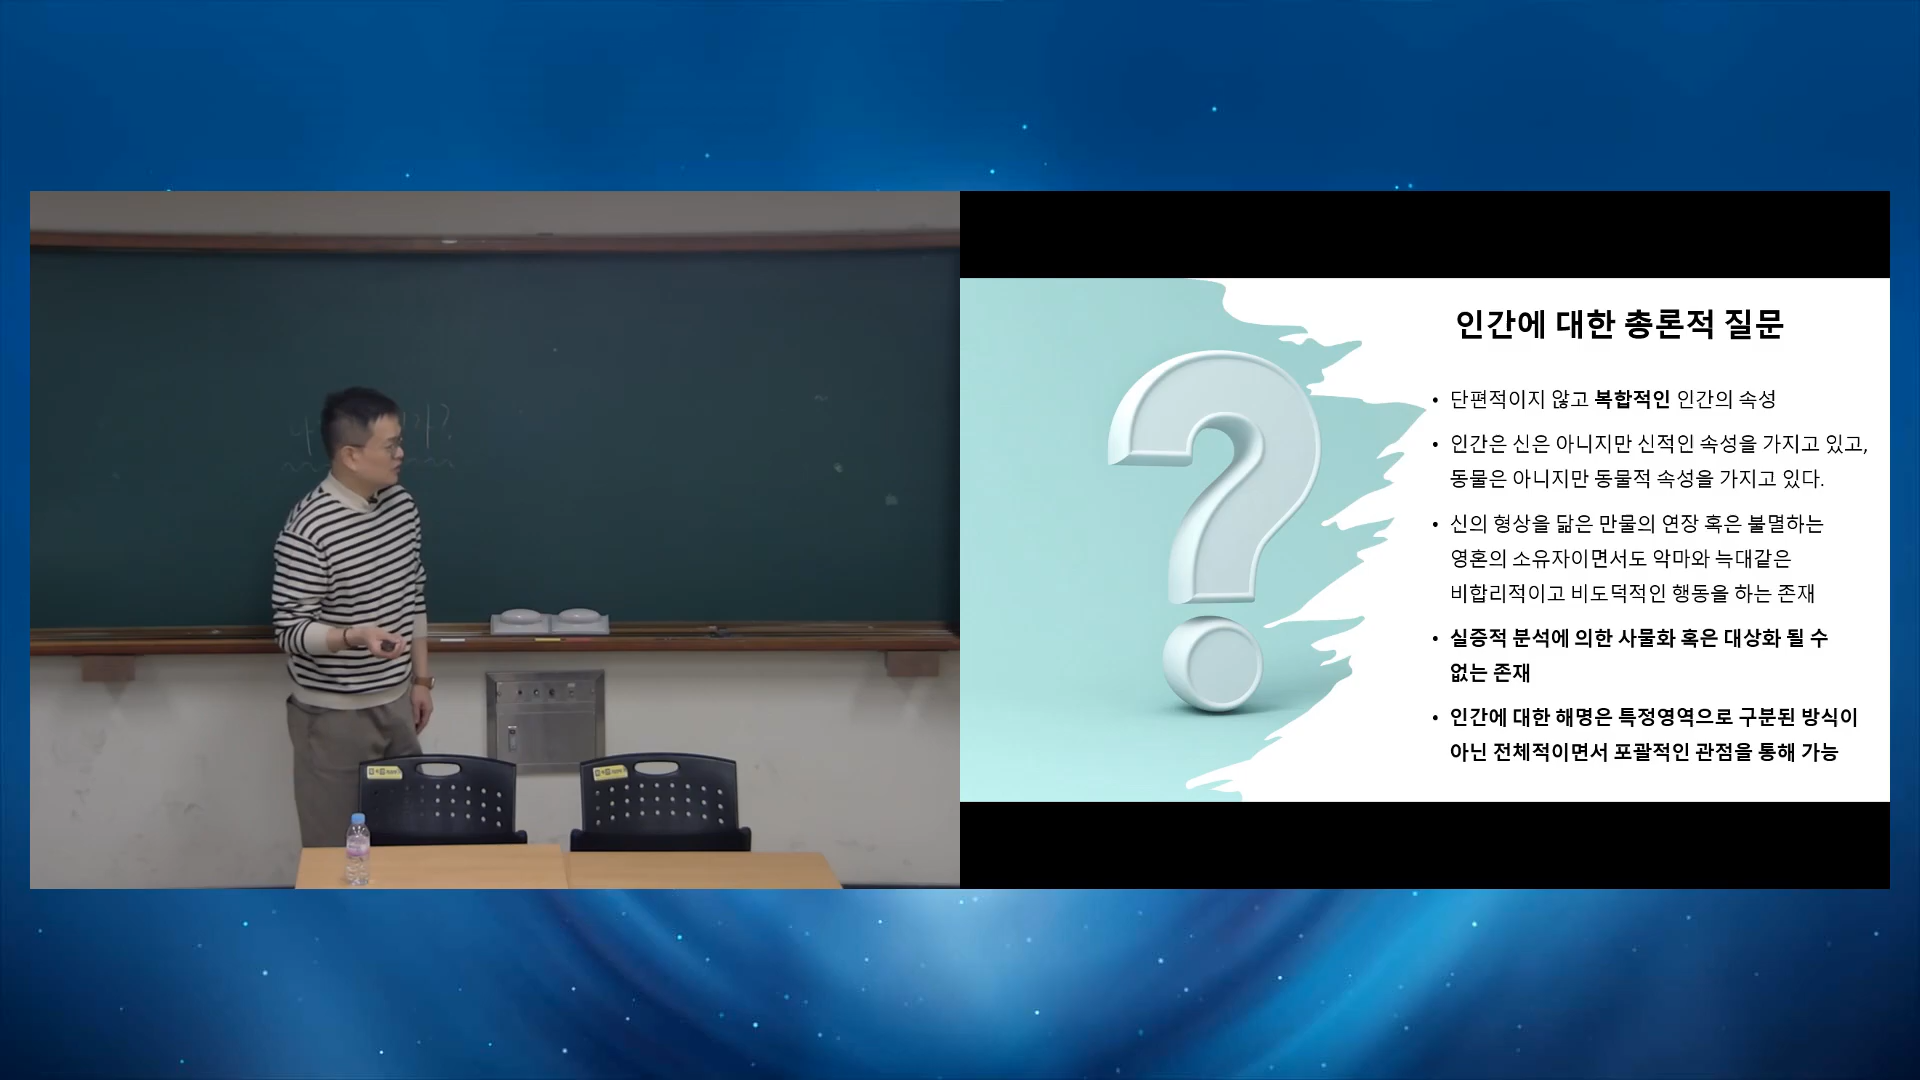 인간에 대한 총론적 질문
• 단편적이지 않고 복합적인 인간의 속성
• 인간은 신은 아니지만 신적인 속성을 가지고 있고,
동물은 아니지만 동물적 속성을 가지고 있다.
• 신의 형상을 닮은 만물의 연장 혹은 불멸하는
영혼의 소유자이면서도 악마와 늑대같은
비합리적이고 비도덕적인 행동을 하는 존재
• 실증적 분석에 의한 사물화 혹은 대상화 될 수
없는 존재
• 인간에 대한 해명은 특정영역으로 구분된 방식이
아닌 전체적이면서 포괄적인 관점을 통해 가능